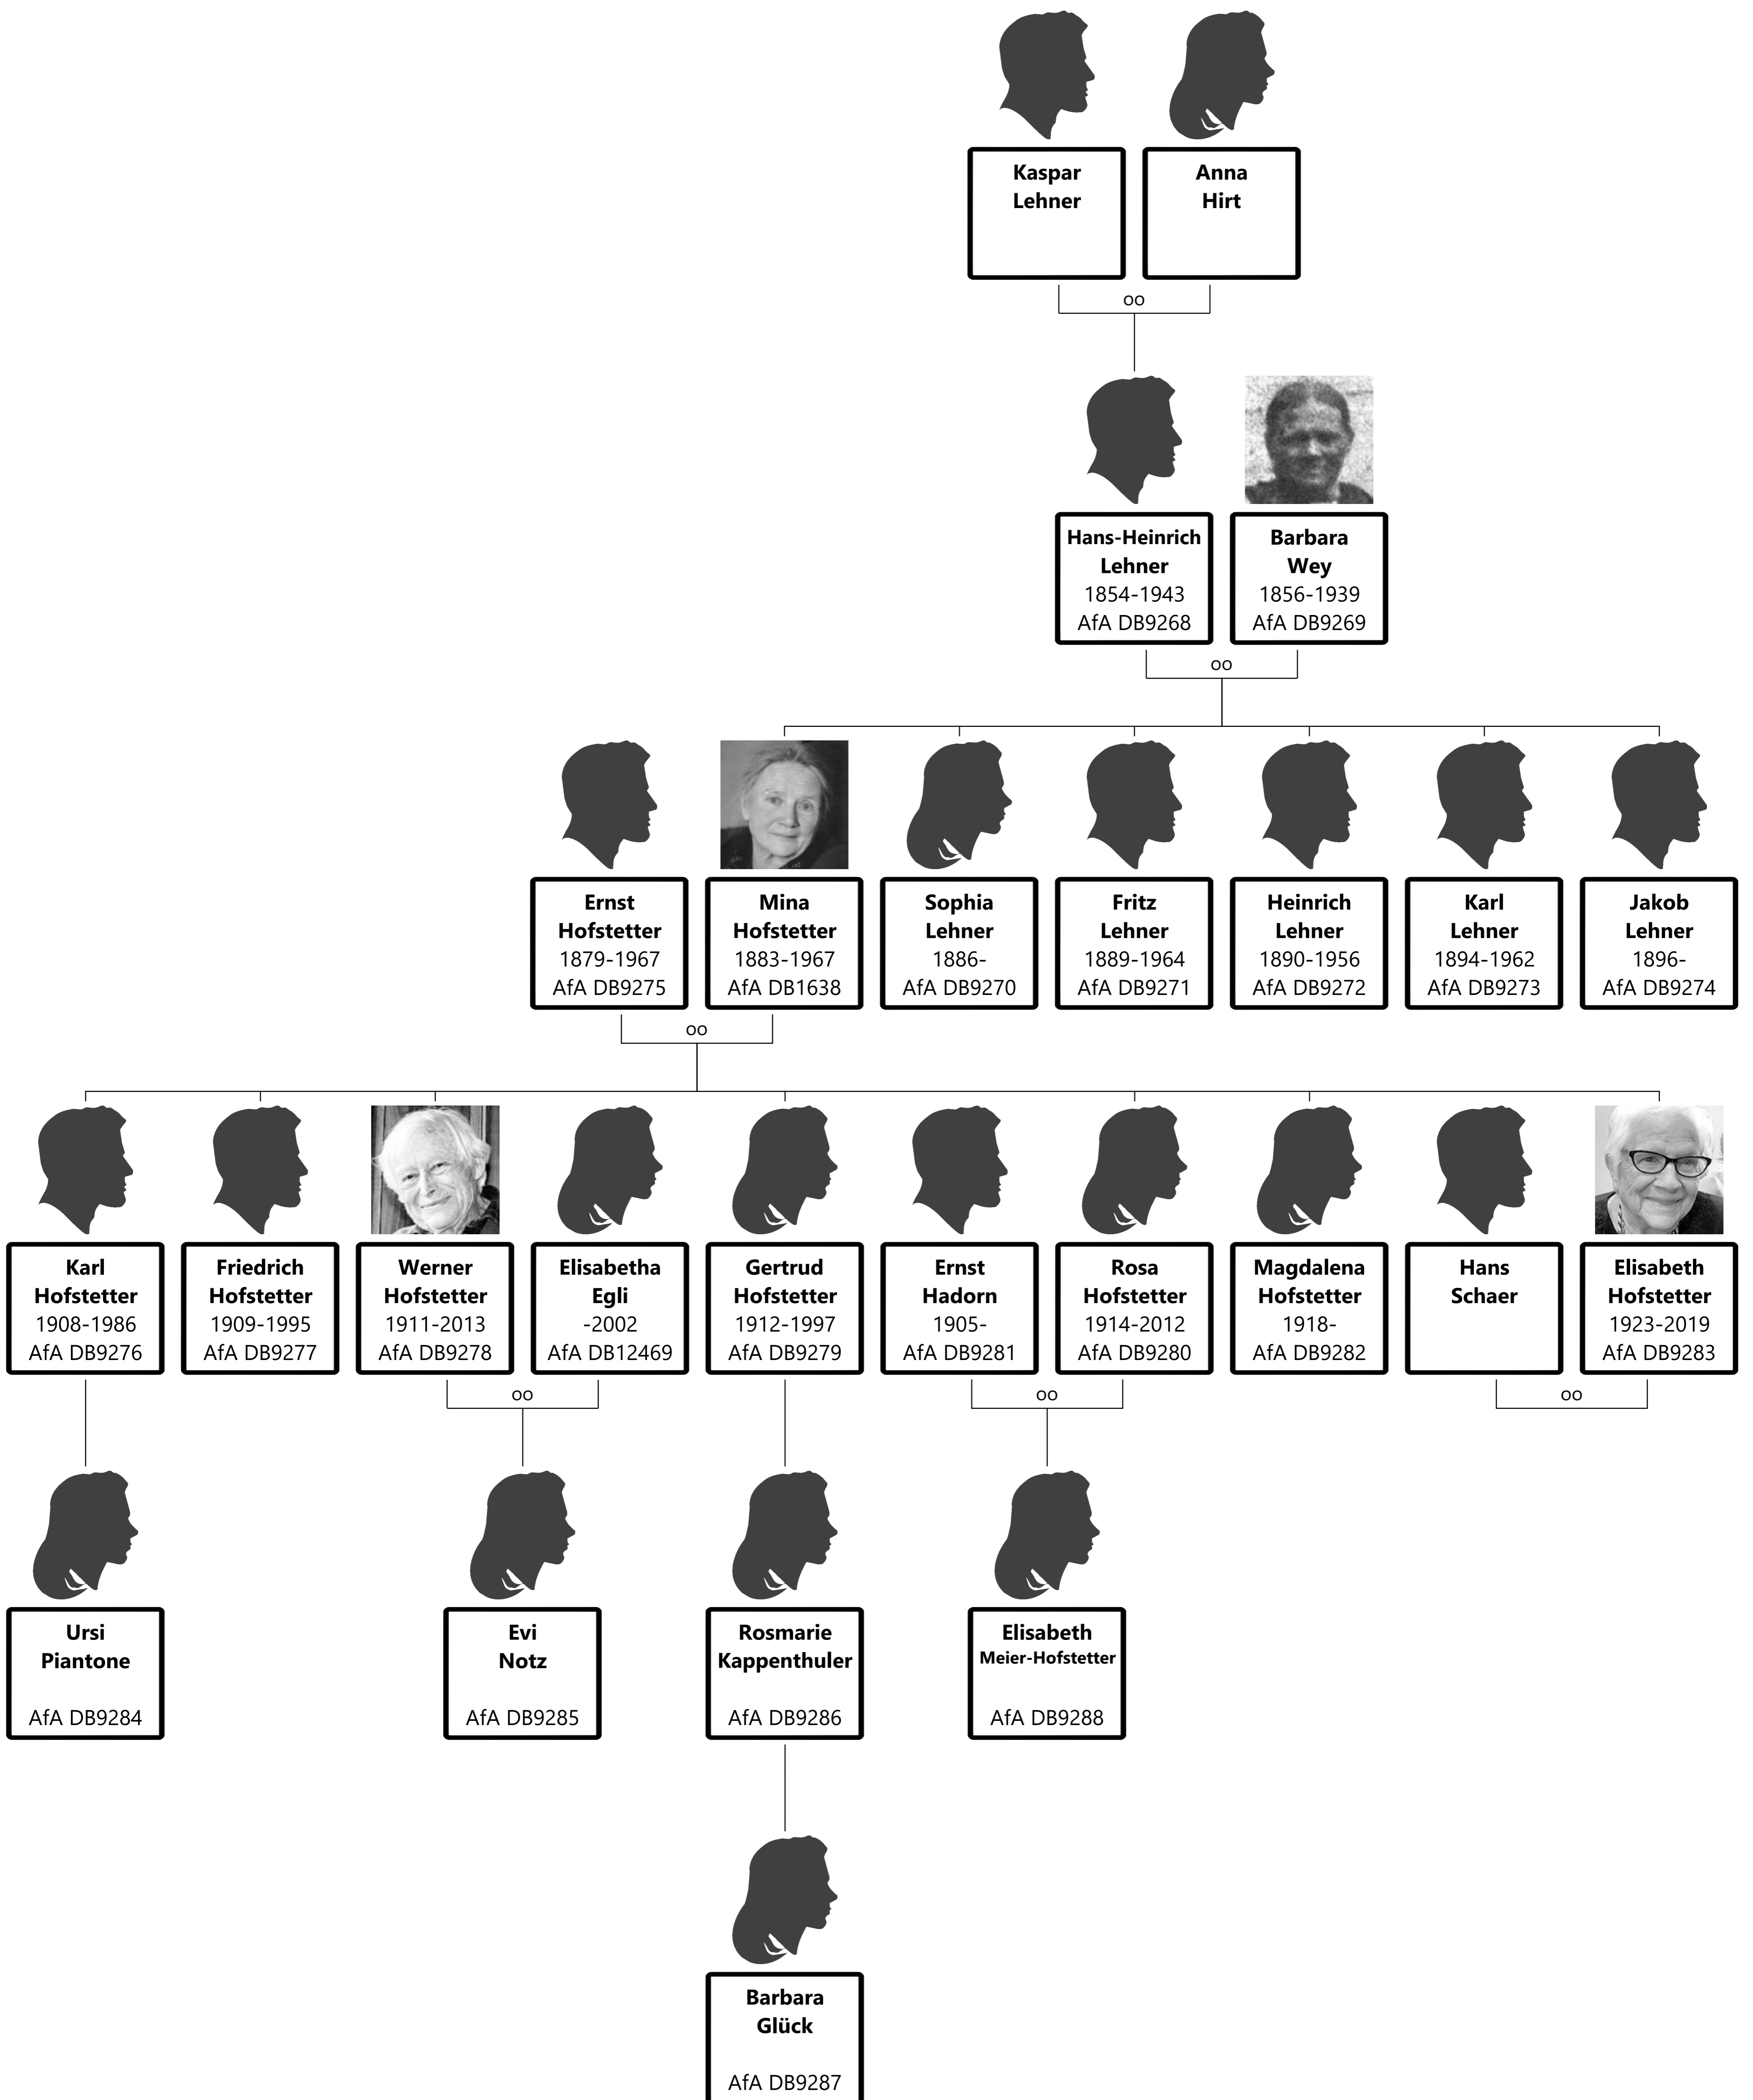 Kaspar
Lehner
Anna
Hirt
oo
Hans-Heinrich
Lehner
1854-1943
AfA DB9268
Barbara
Wey
1856-1939
AfA DB9269
oo
Ernst
Hofstetter
1879-1967
AfA DB9275
Mina
Hofstetter
1883-1967
AfA DB1638
Sophia
Lehner
1886-
AfA DB9270
Fritz
Lehner
1889-1964
AfA DB9271
Heinrich
Lehner
1890-1956
AfA DB9272
Karl
Lehner
1894-1962
AfA DB9273
Jakob
Lehner
1896-
AfA DB9274
oo
Karl
Hofstetter
1908-1986
AfA DB9276
Friedrich
Hofstetter
1909-1995
AfA DB9277
Werner
Hofstetter
1911-2013
AfA DB9278
Elisabetha
Egli
-2002
AfA DB12469
Gertrud
Hofstetter
1912-1997
AfA DB9279
Ernst
Hadorn
1905-
AfA DB9281
Rosa
Hofstetter
1914-2012
AfA DB9280
Magdalena
Hofstetter
1918-
AfA DB9282
Hans
Schaer
Elisabeth
Hofstetter
1923-2019
AfA DB9283
oo
oo
oo
Ursi
Piantone
AfA DB9284
Evi
Notz
AfA DB9285
Rosmarie
Kappenthuler
AfA DB9286
Elisabeth
Meier-Hofstetter
AfA DB9288
Barbara
Glück
AfA DB9287